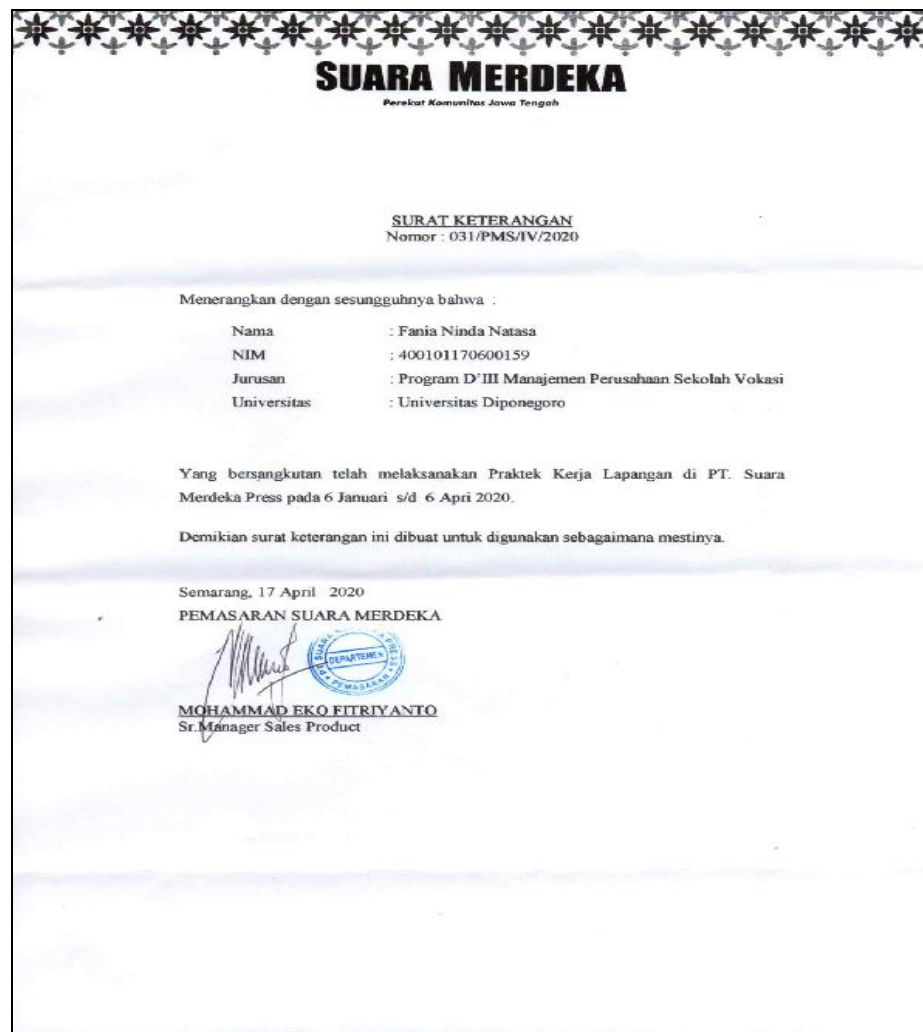 SUARA MERDEKA
Perekat Komunitas Jawa Tengah
SURAT KETERANGAN
Nomor : 031/PMS/IV/2020
Menerangkan dengan sesungguhnya bahwa :
Nama : Fania Ninda Natasa
NIM : 400101170600159
Jurusan : Program D'III Manajemen Perusahaan Sekolah Vokasi
Universitas : Universitas Diponegoro
Yang bersangkutan telah melaksanakan Praktek Kerja Lapangan di PT. Suara
Merdeka Press pada 6 Januari s/d 6 Apri 2020.
Demikian surat keterangan ini dibuat untuk digunakan sebagaimana mestinya.
Semarang, 17 April 2020
PEMASARAN SUARA MERDEKA
DEPARTEMEN
PEMASARAN
MOHAMMAD EKO FITRIYANTO
Sr.Manager Sales Product